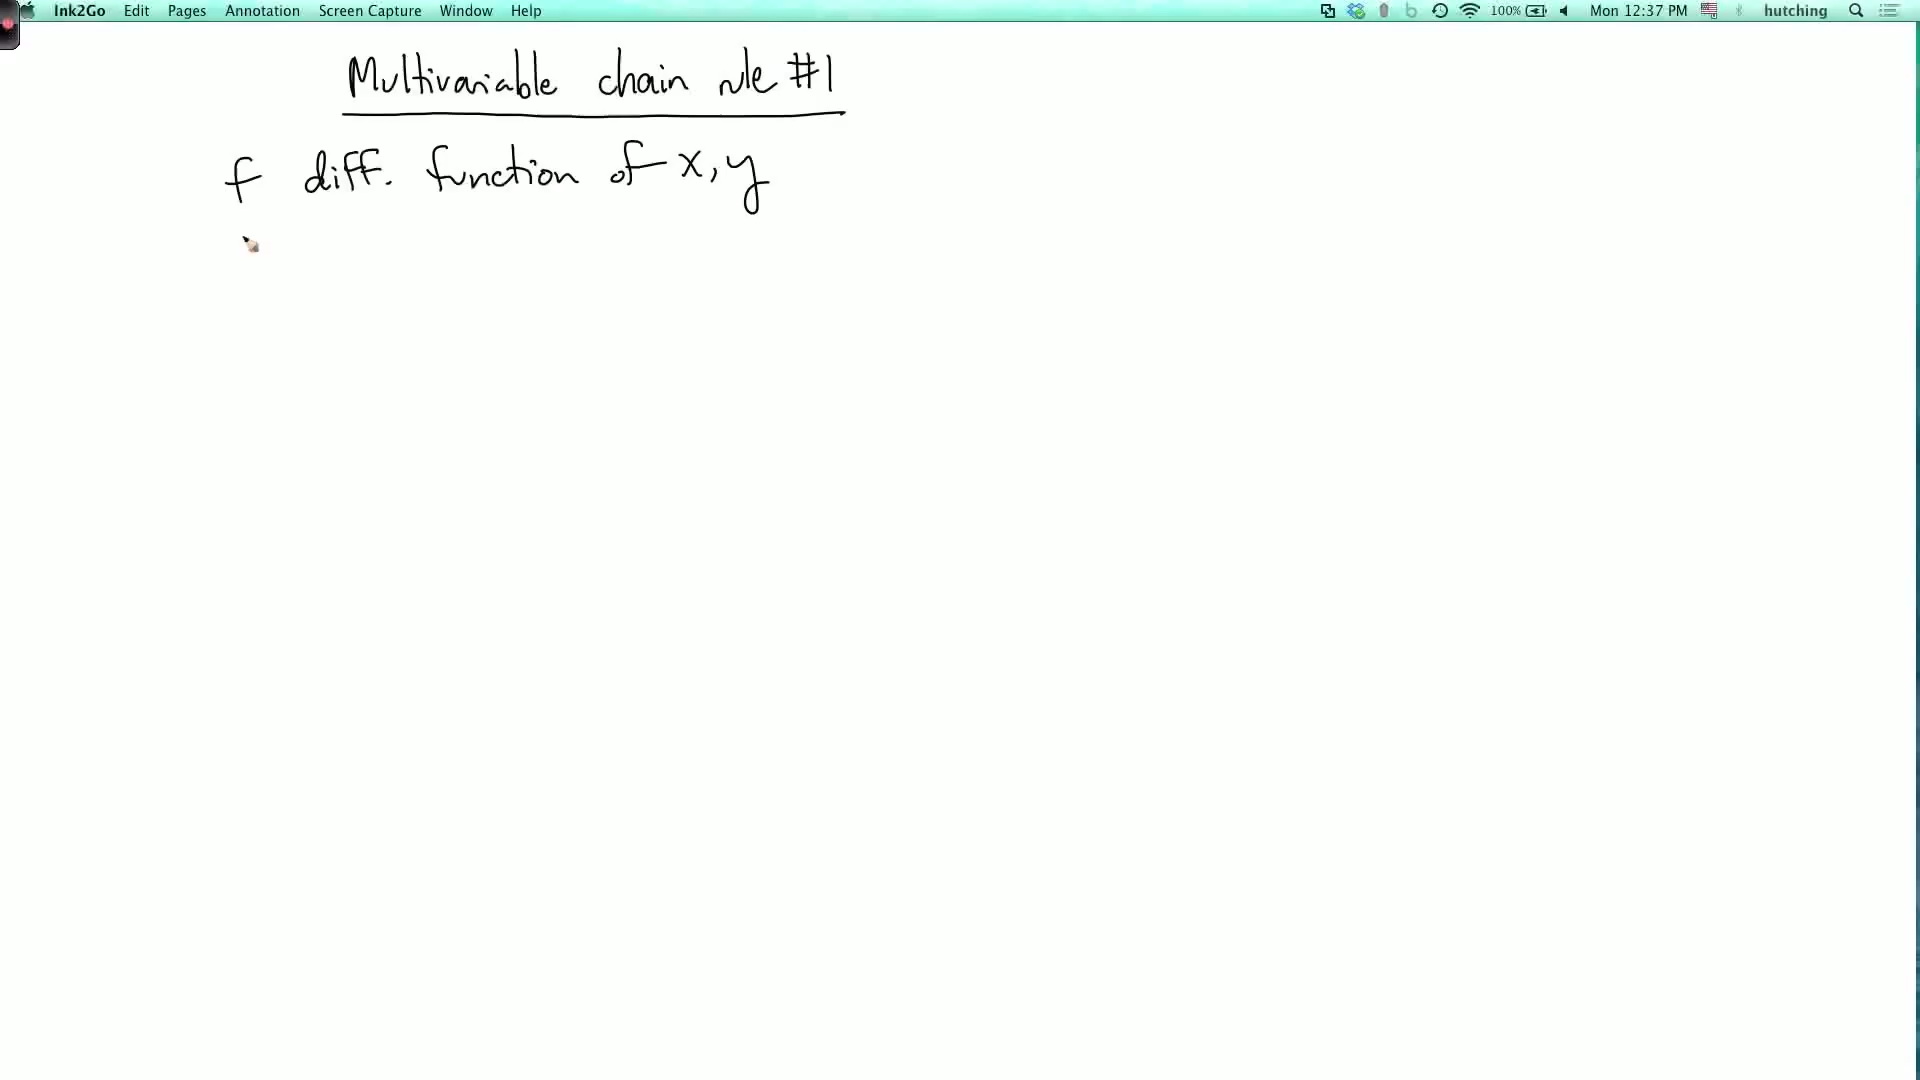 Ink2Go Edit Pages Annotation Screen Capture Window Help 100% Mon 12:37 PM hutching
Multivariable chain rule #1
f diff. function of x, y